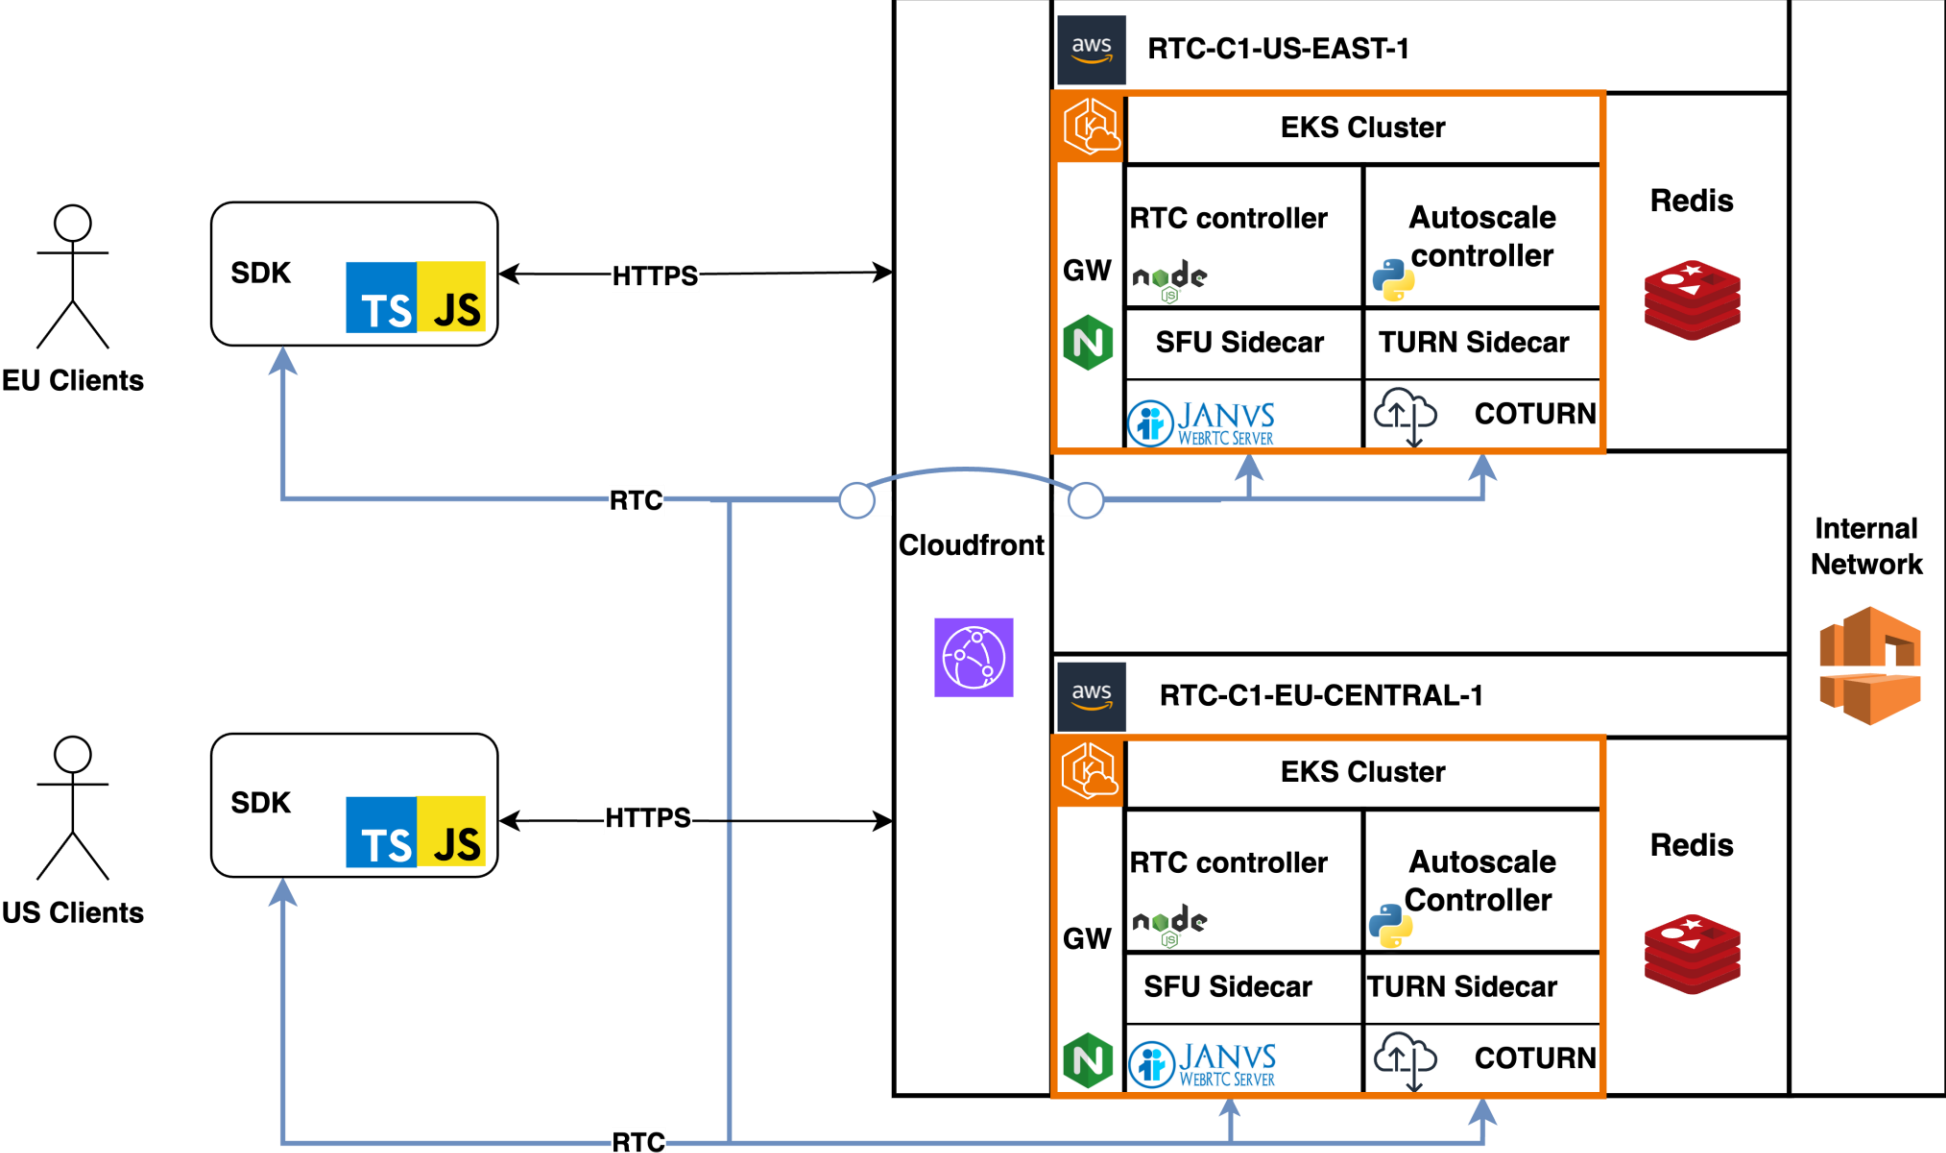 aws
RTC-C1-US-EAST-1
EKS Cluster
RTC controller
node
JS
Autoscale
controller
Redis
GW
N
SFU Sidecar
TURN Sidecar
JANVS
WEBRTC SERVER
COTURN
SDK
TS
JS
HTTPS
EU Clients
RTC
Cloudfront
Internal
Network
aws
RTC-C1-EU-CENTRAL-1
EKS Cluster
RTC controller
node
JS
Autoscale
Controller
Redis
GW
N
SFU Sidecar
TURN Sidecar
JANVS
WEBRTC SERVER
COTURN
SDK
TS
JS
HTTPS
US Clients
RTC